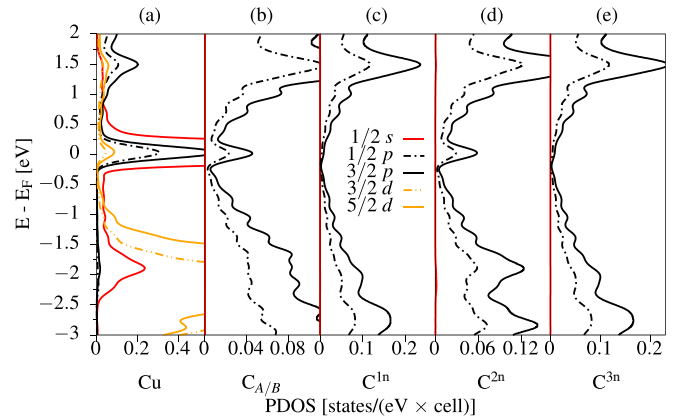 (a) (b) (c) (d) (e)
2
1.5
1
0.5
0
−0.5
−1
−1.5
−2
−2.5
−3
E - E_F [eV]
1/2 s
1/2 p
3/2 p
3/2 d
5/2 d
0 0.2 0.4 0 0.04 0.08 0 0.1 0.2 0 0.06 0.12 0 0.1 0.2
Cu C_{A/B} C^{1n} C^{2n} C^{3n}
PDOS [states/(eV × cell)]